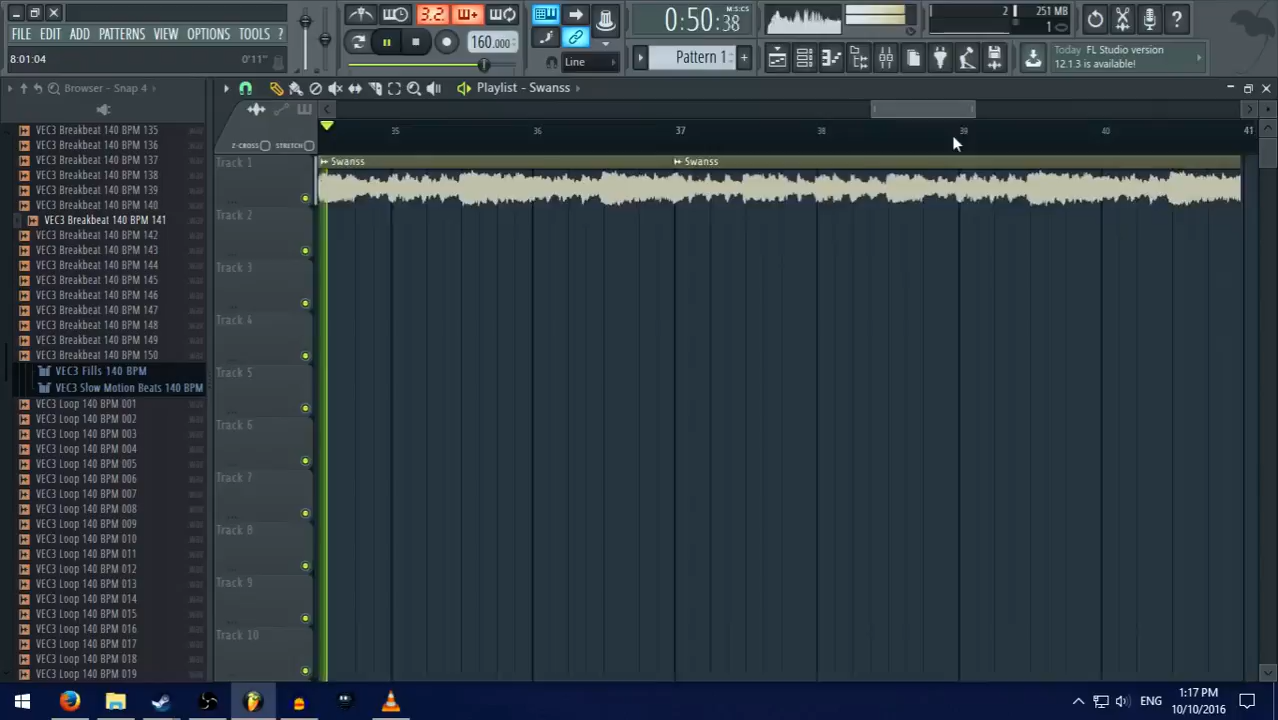 3.2
160.000
0:50:38
M:S:CS
2
251 MB
1
FILE EDIT ADD PATTERNS VIEW OPTIONS TOOLS ?
8:01:04
0'11"
Line
Pattern 1
Today FL Studio version
12.1.3 is available!
Browser - Snap 4
Playlist - Swanss
Z-CROSS STRETCH
35 36 37 38 39 40 41
Swanss
Swanss
Track 1
Track 2
Track 3
Track 4
Track 5
Track 6
Track 7
Track 8
Track 9
Track 10
VEC3 Breakbeat 140 BPM 135
VEC3 Breakbeat 140 BPM 136
VEC3 Breakbeat 140 BPM 137
VEC3 Breakbeat 140 BPM 138
VEC3 Breakbeat 140 BPM 139
VEC3 Breakbeat 140 BPM 140
VEC3 Breakbeat 140 BPM 141
VEC3 Breakbeat 140 BPM 142
VEC3 Breakbeat 140 BPM 143
VEC3 Breakbeat 140 BPM 144
VEC3 Breakbeat 140 BPM 145
VEC3 Breakbeat 140 BPM 146
VEC3 Breakbeat 140 BPM 147
VEC3 Breakbeat 140 BPM 148
VEC3 Breakbeat 140 BPM 149
VEC3 Breakbeat 140 BPM 150
VEC3 Fills 140 BPM
VEC3 Slow Motion Beats 140 BPM
VEC3 Loop 140 BPM 001
VEC3 Loop 140 BPM 002
VEC3 Loop 140 BPM 003
VEC3 Loop 140 BPM 004
VEC3 Loop 140 BPM 005
VEC3 Loop 140 BPM 006
VEC3 Loop 140 BPM 007
VEC3 Loop 140 BPM 008
VEC3 Loop 140 BPM 009
VEC3 Loop 140 BPM 010
VEC3 Loop 140 BPM 011
VEC3 Loop 140 BPM 012
VEC3 Loop 140 BPM 013
VEC3 Loop 140 BPM 014
VEC3 Loop 140 BPM 015
VEC3 Loop 140 BPM 016
VEC3 Loop 140 BPM 017
VEC3 Loop 140 BPM 018
VEC3 Loop 140 BPM 019
ENG
1:17 PM
10/10/2016